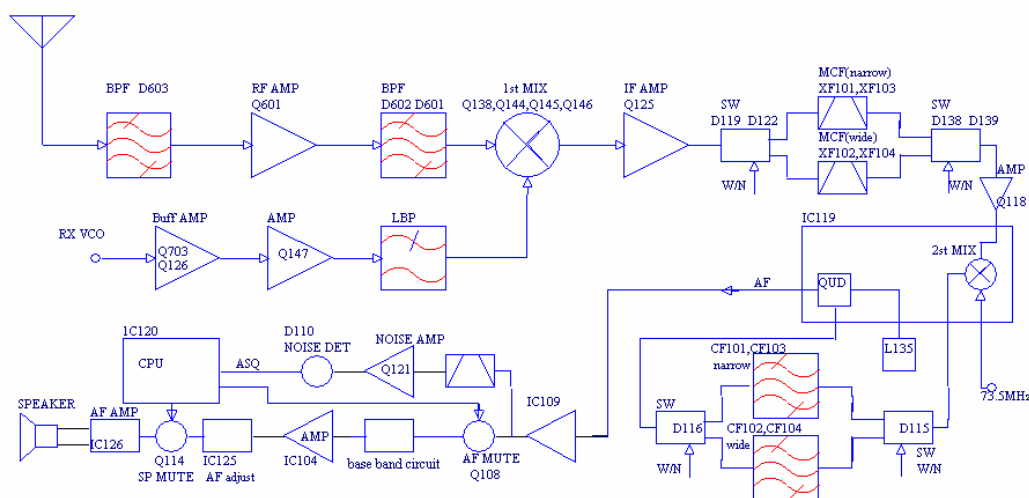 BPF D603
RF AMP
Q601
BPF
D602 D601
1st MIX
Q138,Q144,Q145,Q146
IF AMP
Q125
SW
D119 D122
W/N
MCF(narrow)
XF101,XF103
MCF(wide)
XF102,XF104
SW
D138 D139
W/N
AMP
Q118
RX VCO
Buff AMP
Q703
Q126
AMP
Q147
LBP
IC119
2st MIX
QUD
AF
L135
73.5MHz
1C120
CPU
ASQ
D110
NOISE DET
NOISE AMP
Q121
CF101,CF103
narrow
SW
D116
W/N
CF102,CF104
wide
D115
SW
W/N
SPEAKER
AF AMP
IC126
Q114
SP MUTE
IC125
AF adjust
AMP
IC104
base band circuit
AF MUTE
Q108
IC109